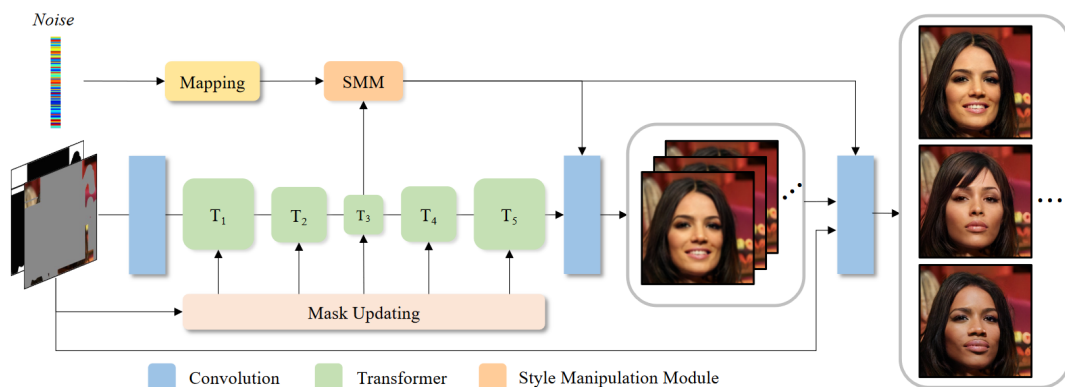 Noise
Mapping
SMM
T1
T2
T3
T4
T5
Mask Updating
Convolution
Transformer
Style Manipulation Module